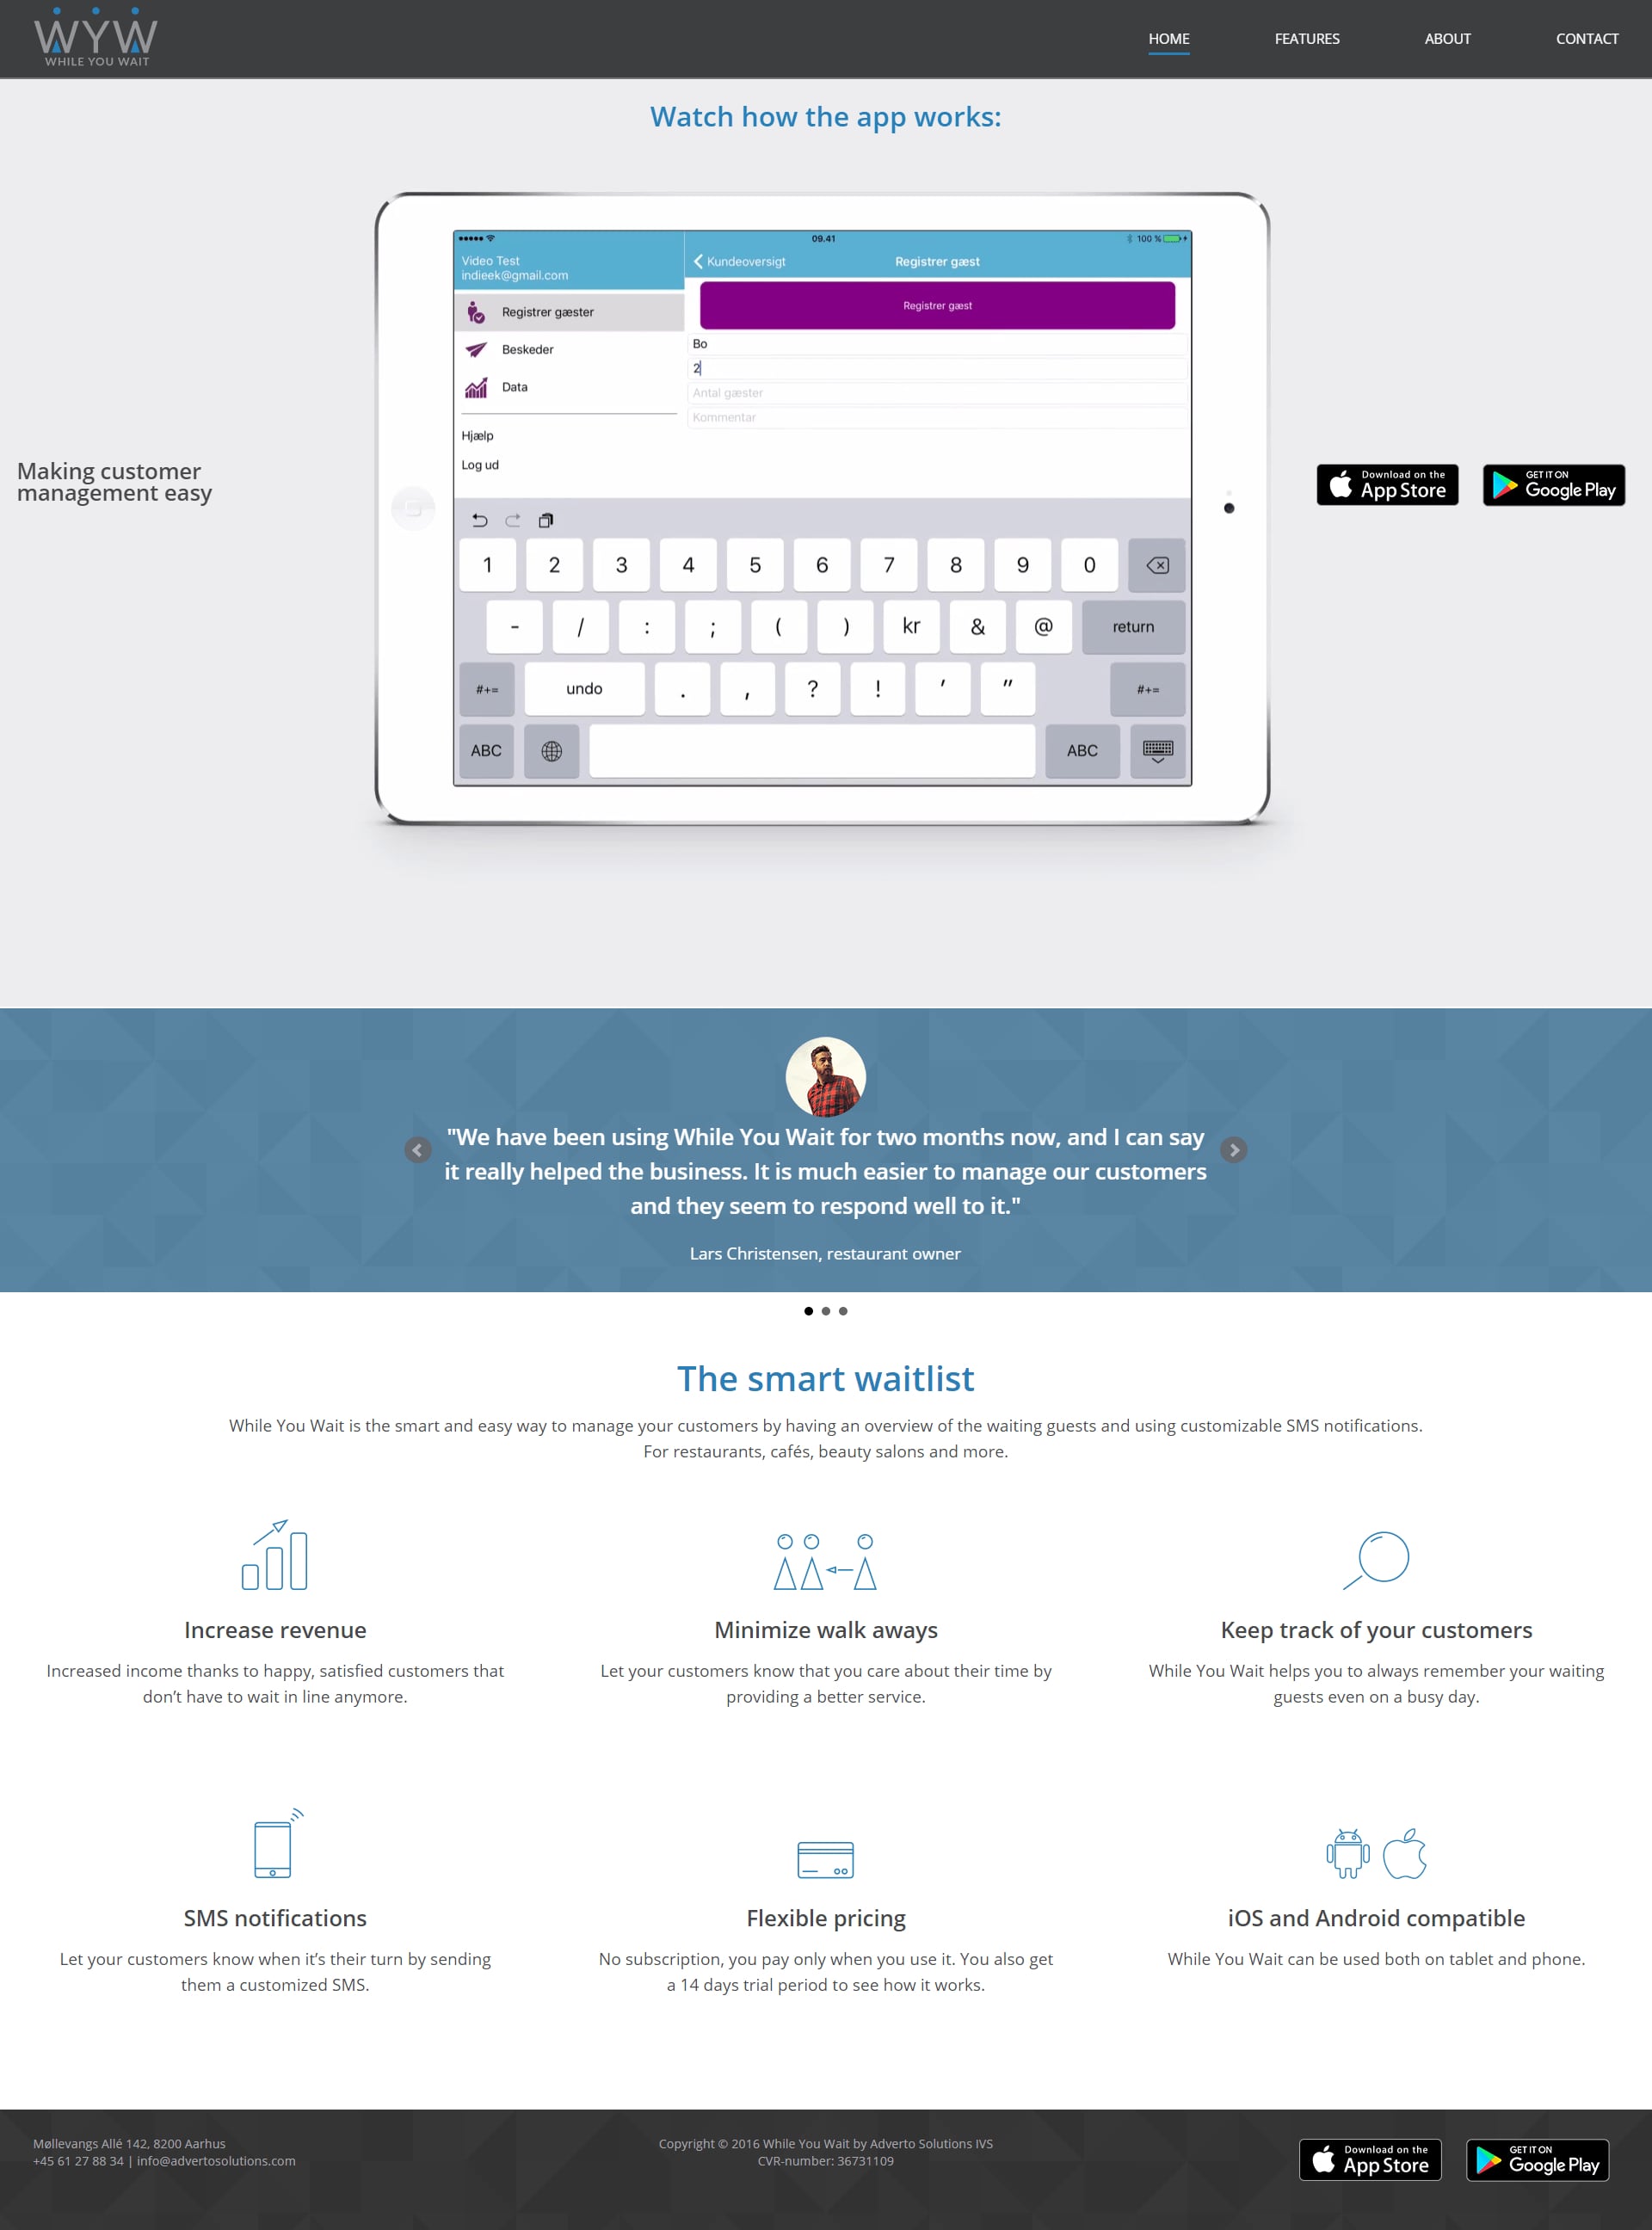 WYW
WHILE YOU WAIT
HOME
FEATURES
ABOUT
CONTACT
Watch how the app works:
09.41
100 %
Video Test
indieek@gmail.com
Kundeoversigt
Registrer gæst
Registrer gæster
Beskeder
Data
Hjælp
Log ud
Registrer gæst
Bo
2
Antal gæster
Kommentar
Making customer
management easy
Download on the
App Store
GET IT ON
Google Play
1 2 3 4 5 6 7 8 9 0
- / : ; ( ) kr & @ return
#+= undo . , ? ! ' " #+=
ABC ABC
"We have been using While You Wait for two months now, and I can say
it really helped the business. It is much easier to manage our customers
and they seem to respond well to it."
Lars Christensen, restaurant owner
The smart waitlist
While You Wait is the smart and easy way to manage your customers by having an overview of the waiting guests and using customizable SMS notifications.
For restaurants, cafés, beauty salons and more.
Increase revenue
Increased income thanks to happy, satisfied customers that
don’t have to wait in line anymore.
Minimize walk aways
Let your customers know that you care about their time by
providing a better service.
Keep track of your customers
While You Wait helps you to always remember your waiting
guests even on a busy day.
SMS notifications
Let your customers know when it’s their turn by sending
them a customized SMS.
Flexible pricing
No subscription, you pay only when you use it. You also get
a 14 days trial period to see how it works.
iOS and Android compatible
While You Wait can be used both on tablet and phone.
Møllevangs Allé 142, 8200 Aarhus
+45 61 27 88 34 | info@advertosolutions.com
Copyright © 2016 While You Wait by Adverto Solutions IVS
CVR-number: 36731109
Download on the
App Store
GET IT ON
Google Play